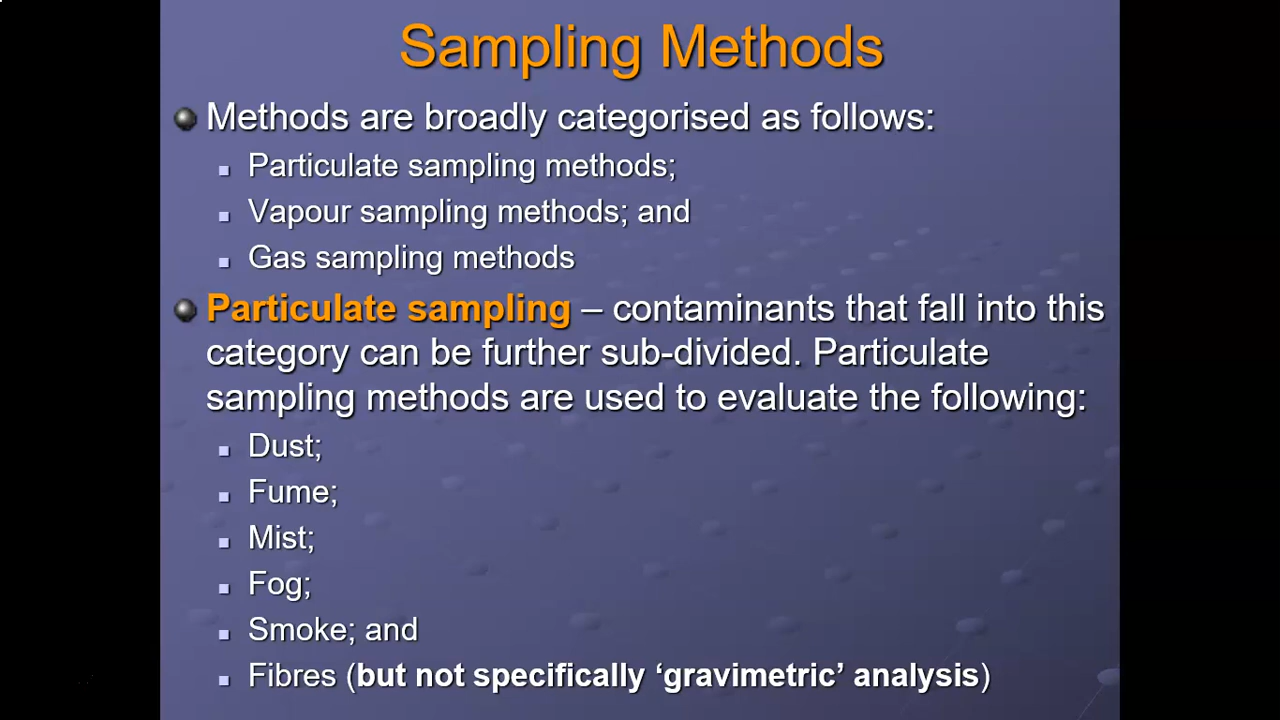 Sampling Methods
Methods are broadly categorised as follows:
Particulate sampling methods;
Vapour sampling methods; and
Gas sampling methods
Particulate sampling – contaminants that fall into this
category can be further sub-divided. Particulate
sampling methods are used to evaluate the following:
Dust;
Fume;
Mist;
Fog;
Smoke; and
Fibres (but not specifically ‘gravimetric’ analysis)